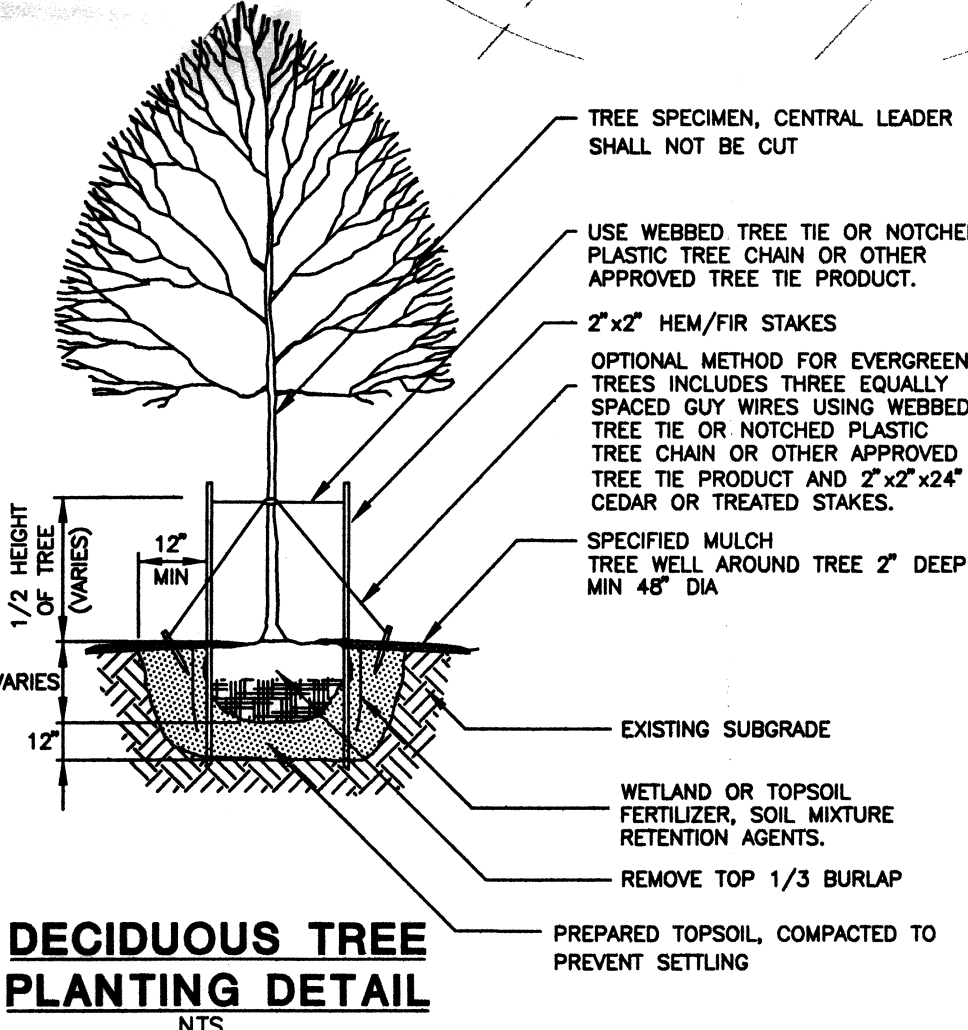 TREE SPECIMEN, CENTRAL LEADER
SHALL NOT BE CUT
USE WEBBED TREE TIE OR NOTCHED
PLASTIC TREE CHAIN OR OTHER
APPROVED TREE TIE PRODUCT.
2"x2" HEM/FIR STAKES
OPTIONAL METHOD FOR EVERGREEN
TREES INCLUDES THREE EQUALLY
SPACED GUY WIRES USING WEBBED
TREE TIE OR NOTCHED PLASTIC
TREE CHAIN OR OTHER APPROVED
TREE TIE PRODUCT AND 2"x2"x24"
CEDAR OR TREATED STAKES.
SPECIFIED MULCH
TREE WELL AROUND TREE 2" DEEP
MIN 48" DIA
1/2 HEIGHT
OF TREE
(VARIES)
12"
MIN
VARIES
12"
EXISTING SUBGRADE
WETLAND OR TOPSOIL
FERTILIZER, SOIL MIXTURE
RETENTION AGENTS.
REMOVE TOP 1/3 BURLAP
PREPARED TOPSOIL, COMPACTED TO
PREVENT SETTLING
DECIDUOUS TREE
PLANTING DETAIL
NTS